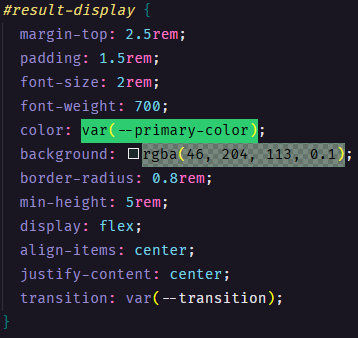 #result-display {
margin-top: 2.5rem;
padding: 1.5rem;
font-size: 2rem;
font-weight: 700;
color: var(--primary-color);
background: rgba(46, 204, 113, 0.1);
border-radius: 0.8rem;
min-height: 5rem;
display: flex;
align-items: center;
justify-content: center;
transition: var(--transition);
}